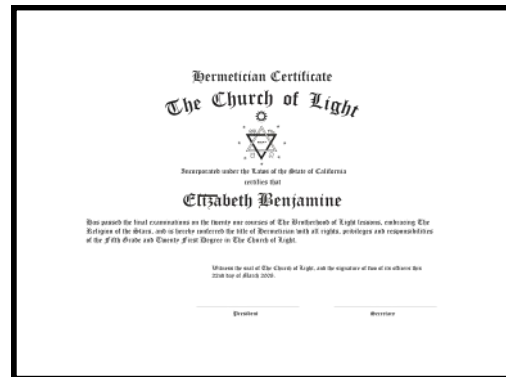 Hermetician Certificate
The Church of Light
Incorporated under the Laws of the State of California
certifies that
Elizabeth Benjamine
Has passed the final examinations on the twenty one courses of The Brotherhood of Light lessons, embracing The
Religion of the Stars, and is hereby conferred the title of Hermetician with all rights, privileges and responsibilities
of the Fifth Grade and Twenty First Degree in The Church of Light.
Witness the seal of The Church of Light, and the signature of two of its officers this
22nd day of March 2020.
President
Secretary